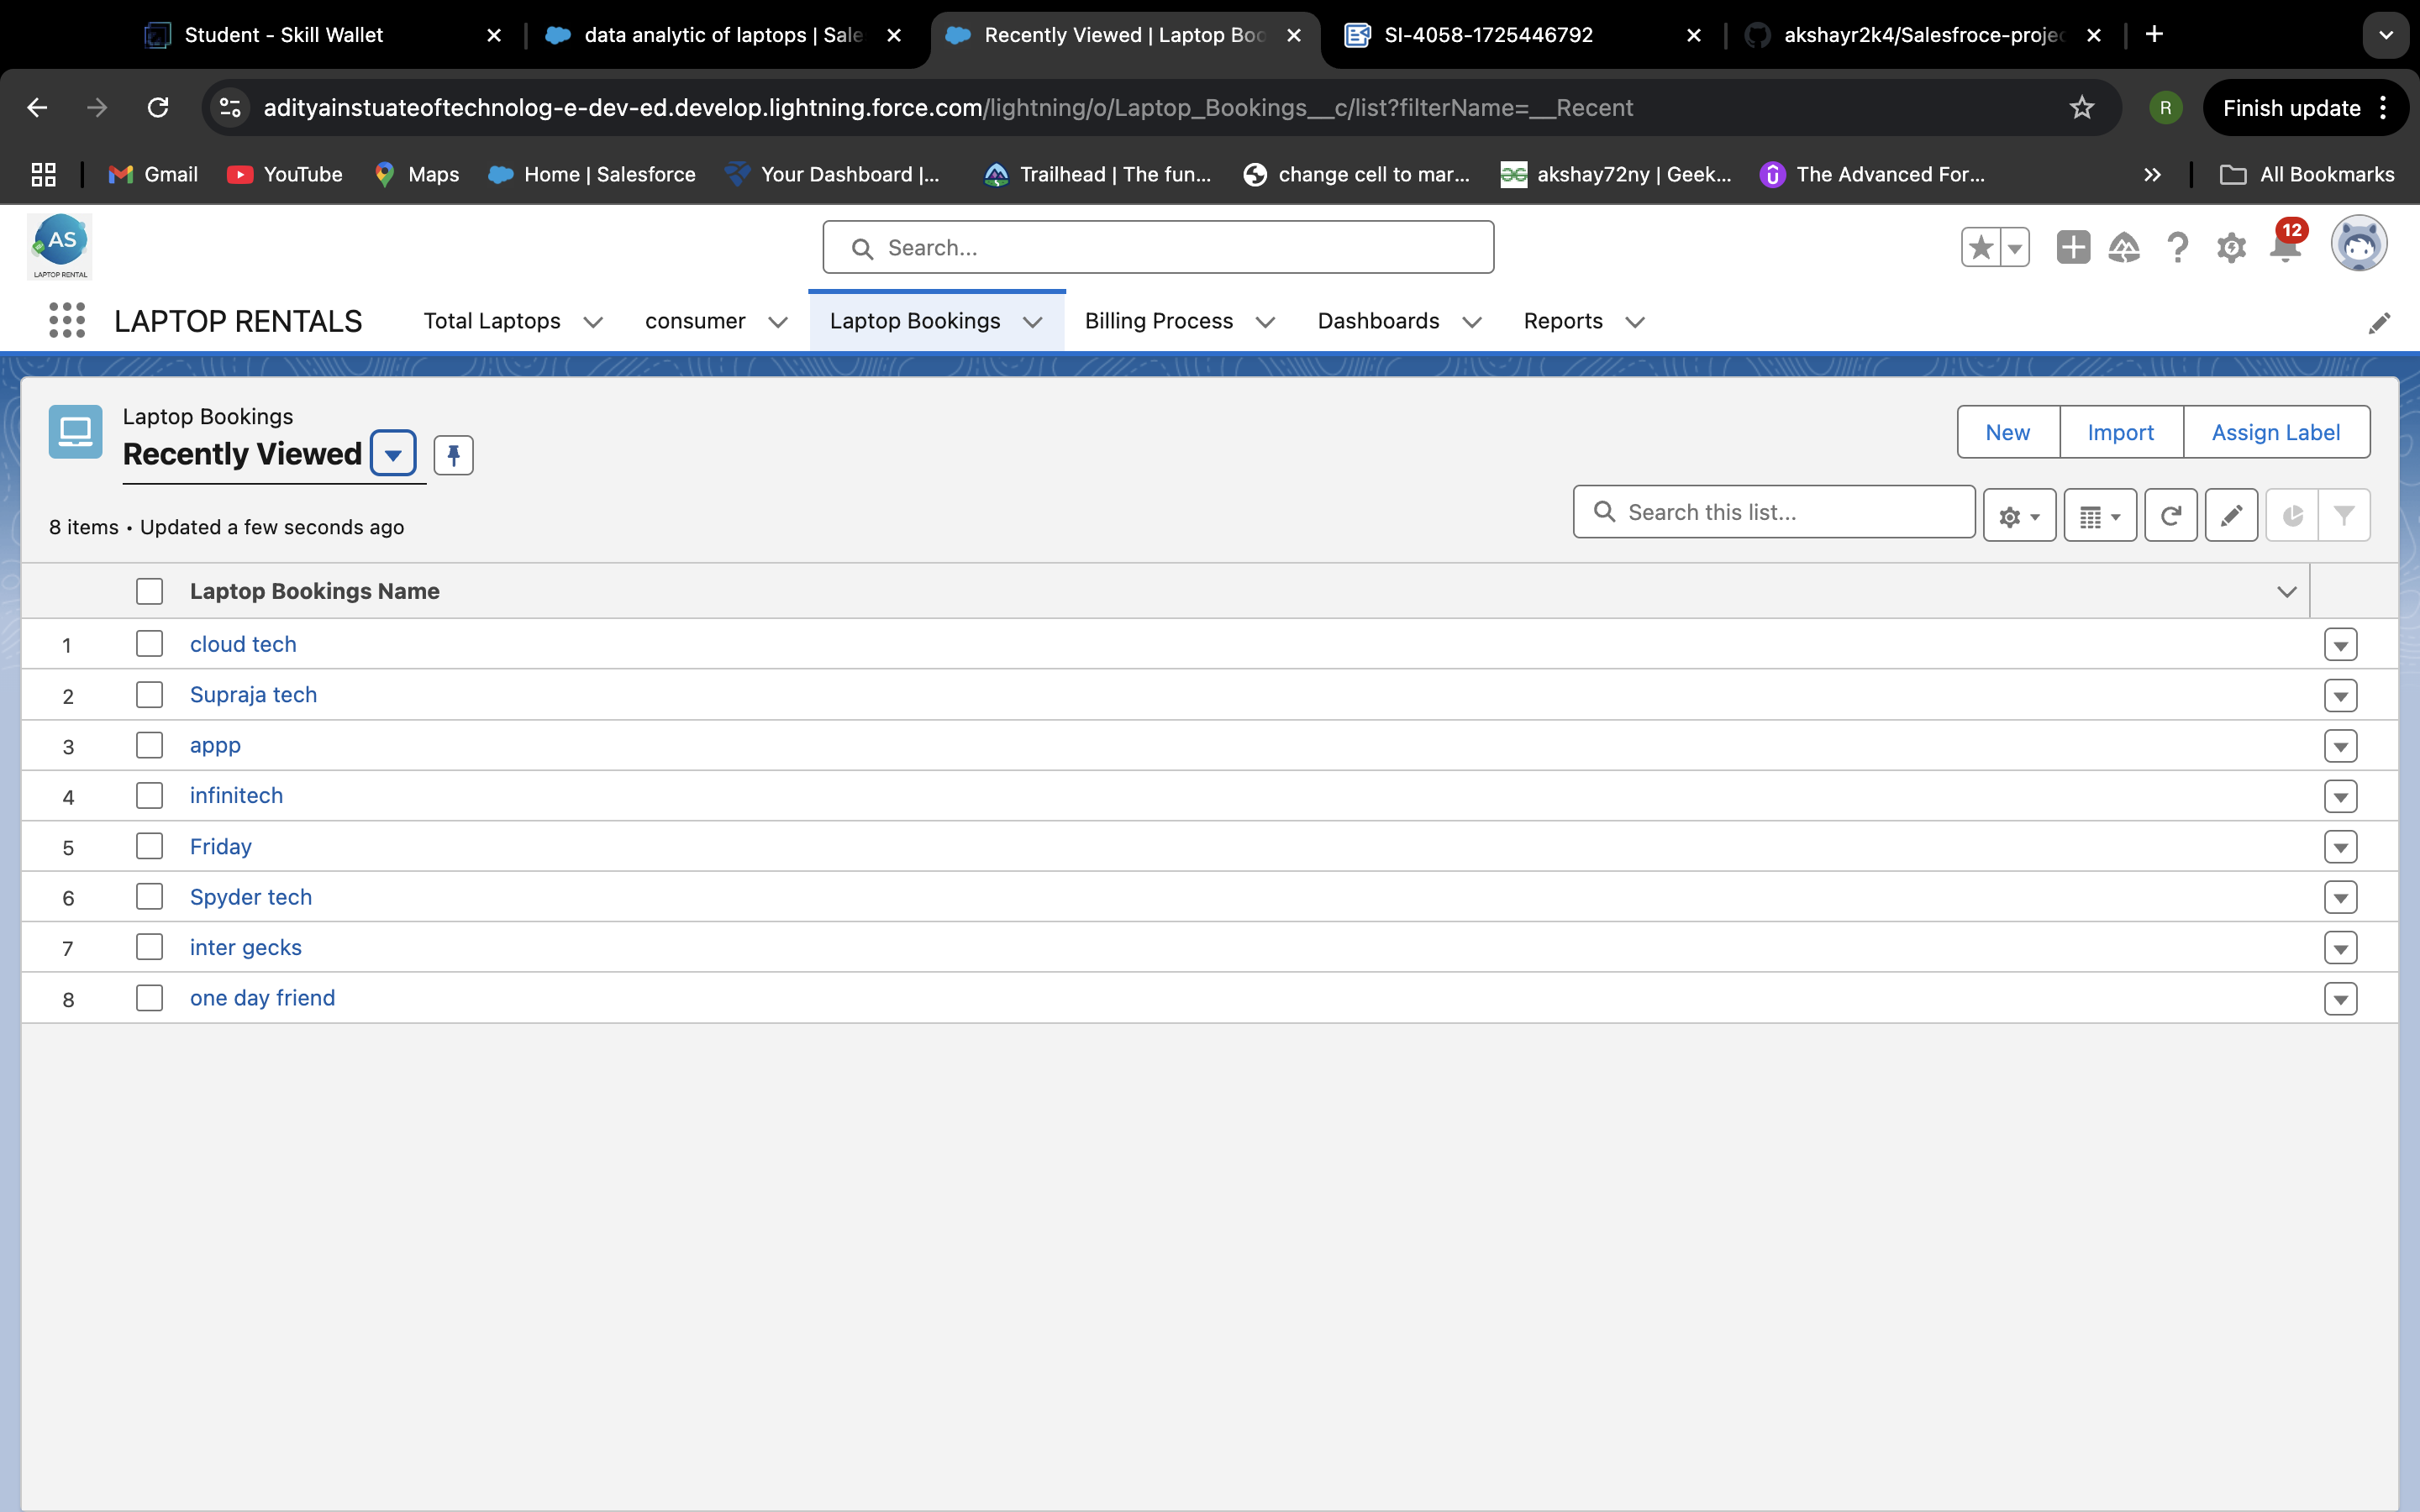 Student - Skill Wallet
data analytic of laptops | Sale
Recently Viewed | Laptop Boo
SI-4058-1725446792
akshayr2k4/Salesfroce-projec
adityainstuateoftechnolog-e-dev-ed.develop.lightning.force.com/lightning/o/Laptop_Bookings__c/list?filterName=__Recent
R
Finish update
Gmail
YouTube
Maps
Home | Salesforce
Your Dashboard |...
Trailhead | The fun...
change cell to mar...
akshay72ny | Geek...
The Advanced For...
All Bookmarks
AS
LAPTOP RENTAL
Search...
12
LAPTOP RENTALS
Total Laptops
consumer
Laptop Bookings
Billing Process
Dashboards
Reports
Laptop Bookings
Recently Viewed
New
Import
Assign Label
8 items • Updated a few seconds ago
Search this list...
Laptop Bookings Name
1 cloud tech
2 Supraja tech
3 appp
4 infinitech
5 Friday
6 Spyder tech
7 inter gecks
8 one day friend